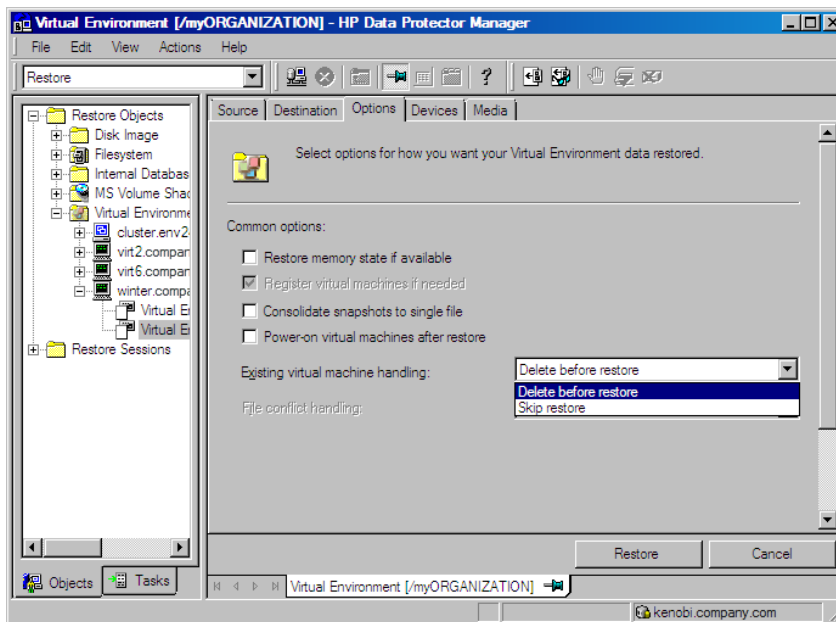 Virtual Environment [/myORGANIZATION] - HP Data Protector Manager
File Edit View Actions Help
Restore
Restore Objects
Disk Image
Filesystem
Internal Databas
MS Volume Shad
Virtual Environme
cluster.env2
virt2.compan
virt6.compan
winter.compa
Virtual E
Virtual E
Restore Sessions
Objects Tasks
Source Destination Options Devices Media
Select options for how you want your Virtual Environment data restored.
Common options:
Restore memory state if available
Register virtual machines if needed
Consolidate snapshots to single file
Power-on virtual machines after restore
Existing virtual machine handling: Delete before restore
Delete before restore
Skip restore
File conflict handling:
Restore Cancel
Virtual Environment [/myORGANIZATION]
kenobi.company.com